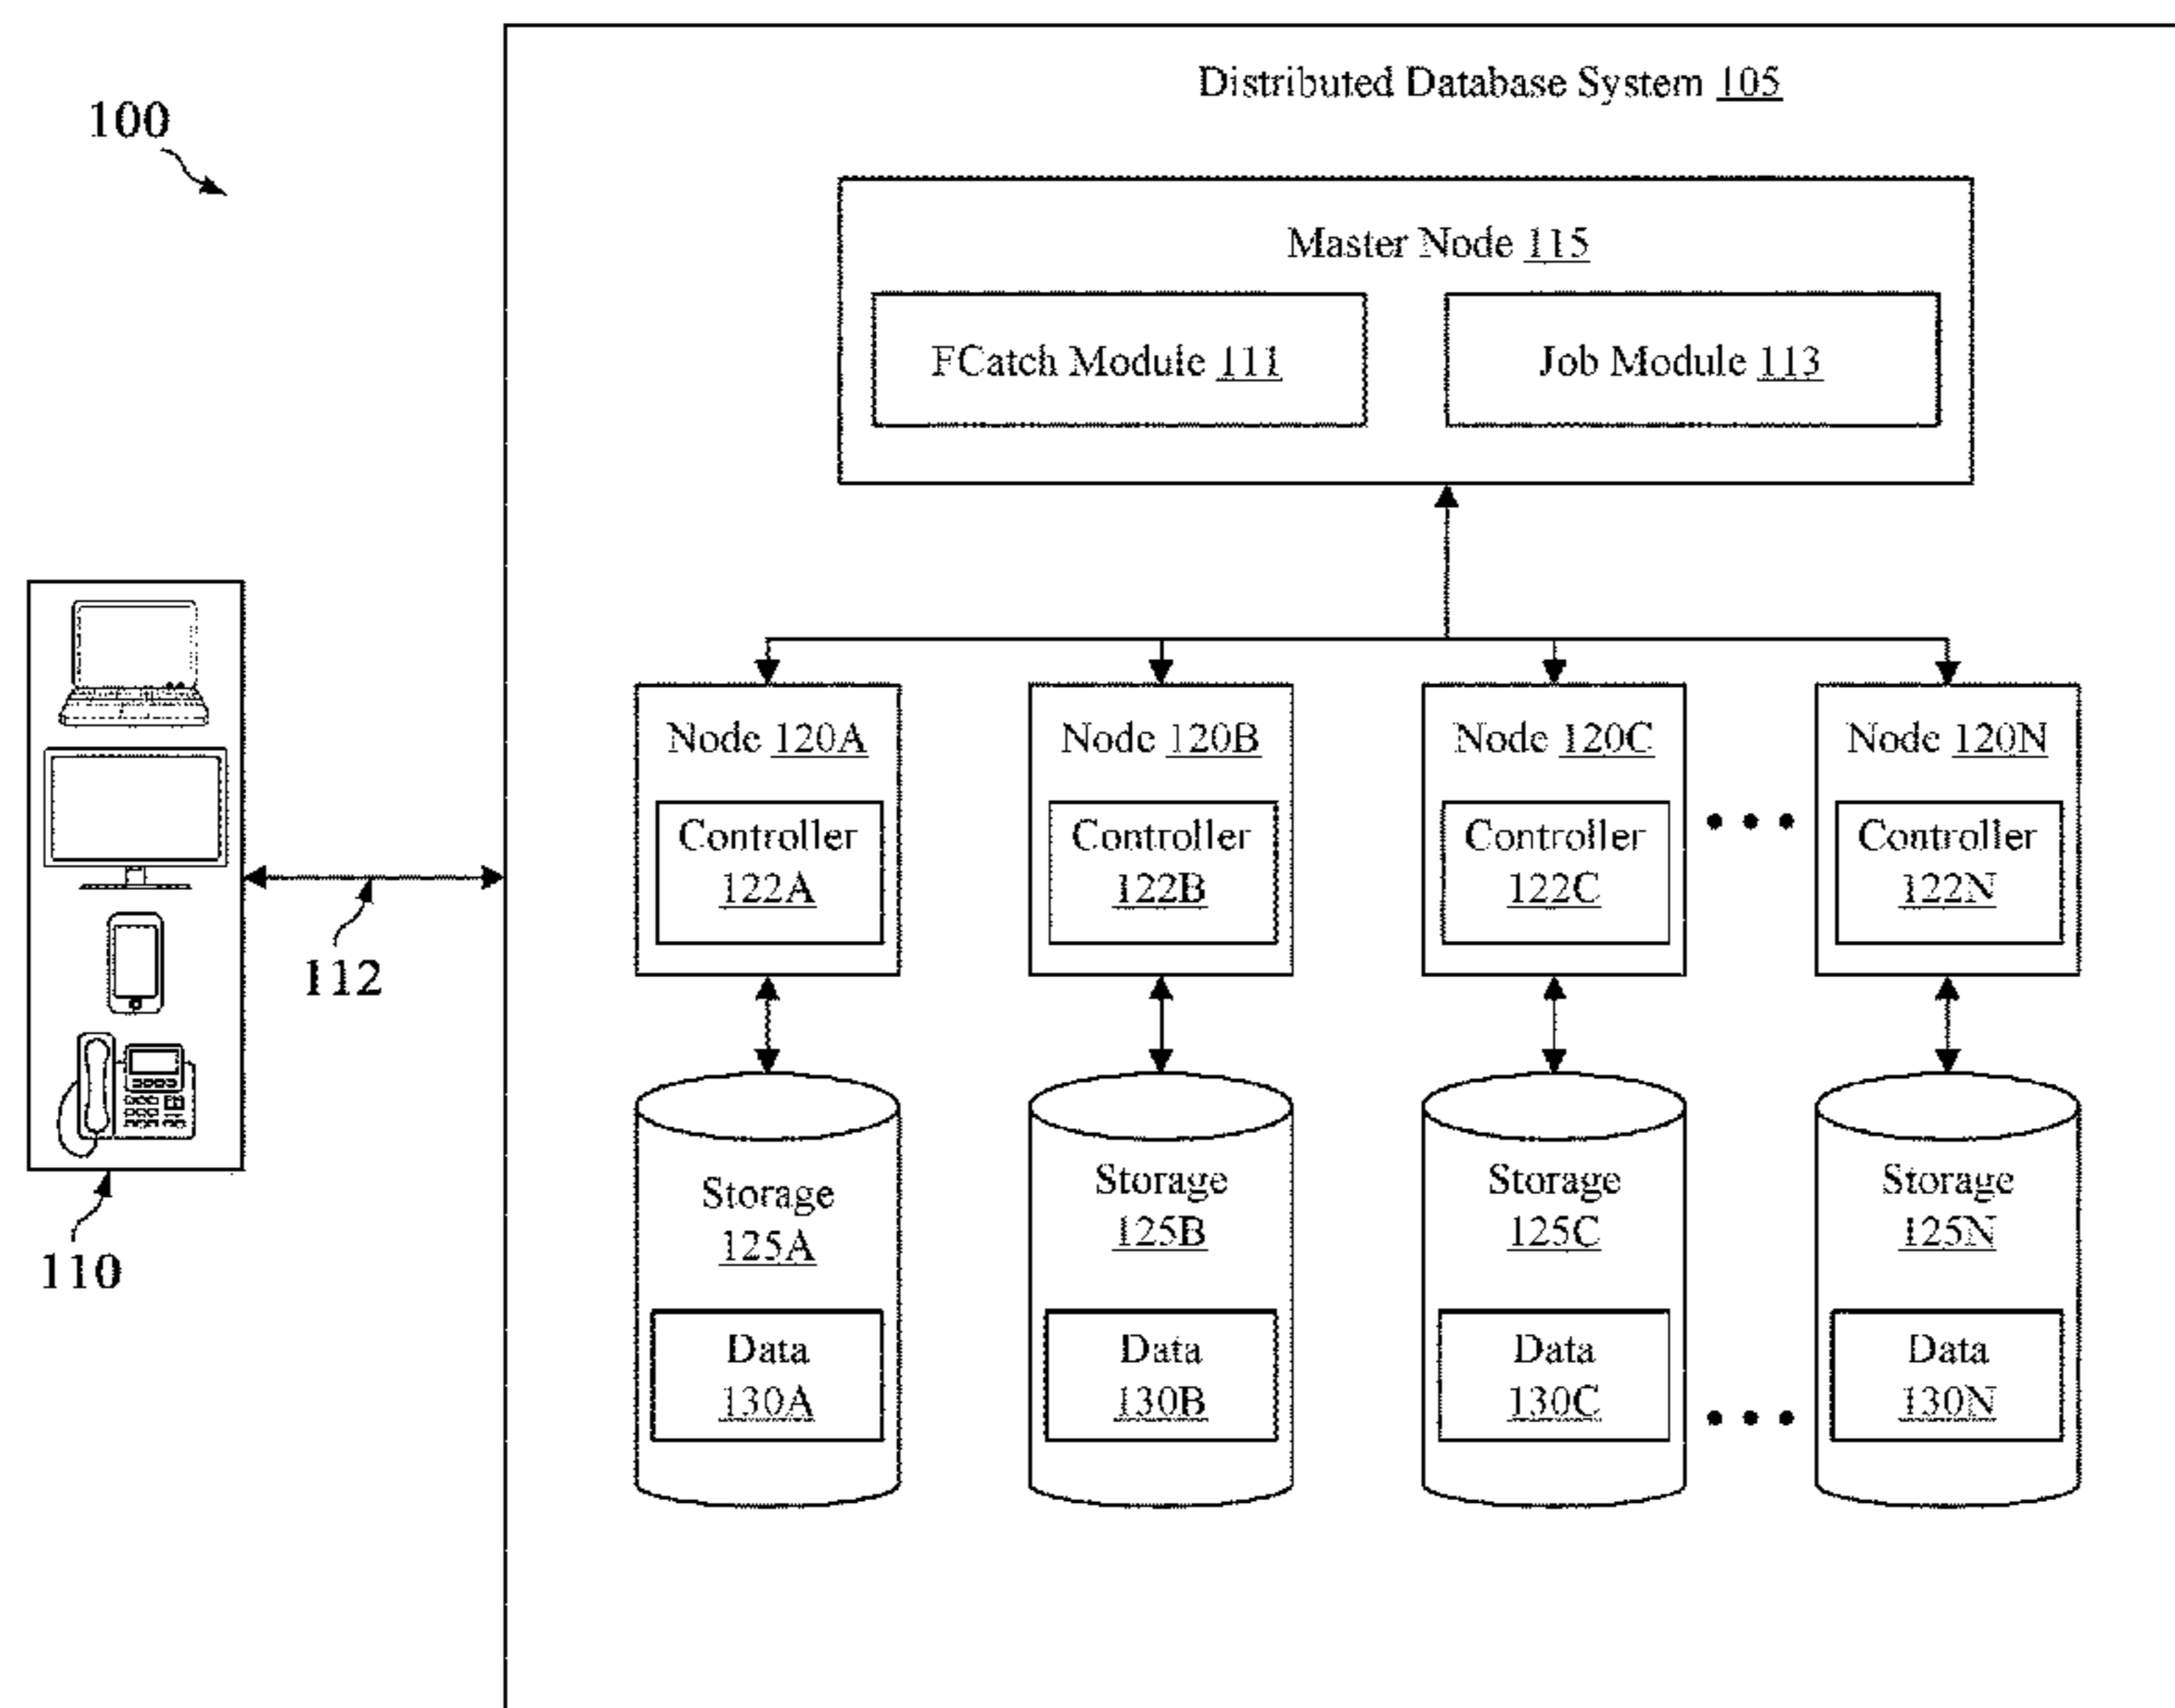 Distributed Database System 105
100
Master Node 115
FCatch Module 111
Job Module 113
Node 120A
Node 120B
Node 120C
Node 120N
Controller
122A
Controller
122B
Controller
122C
Controller
122N
112
Storage
125A
Storage
125B
Storage
125C
Storage
125N
110
Data
130A
Data
130B
Data
130C
Data
130N